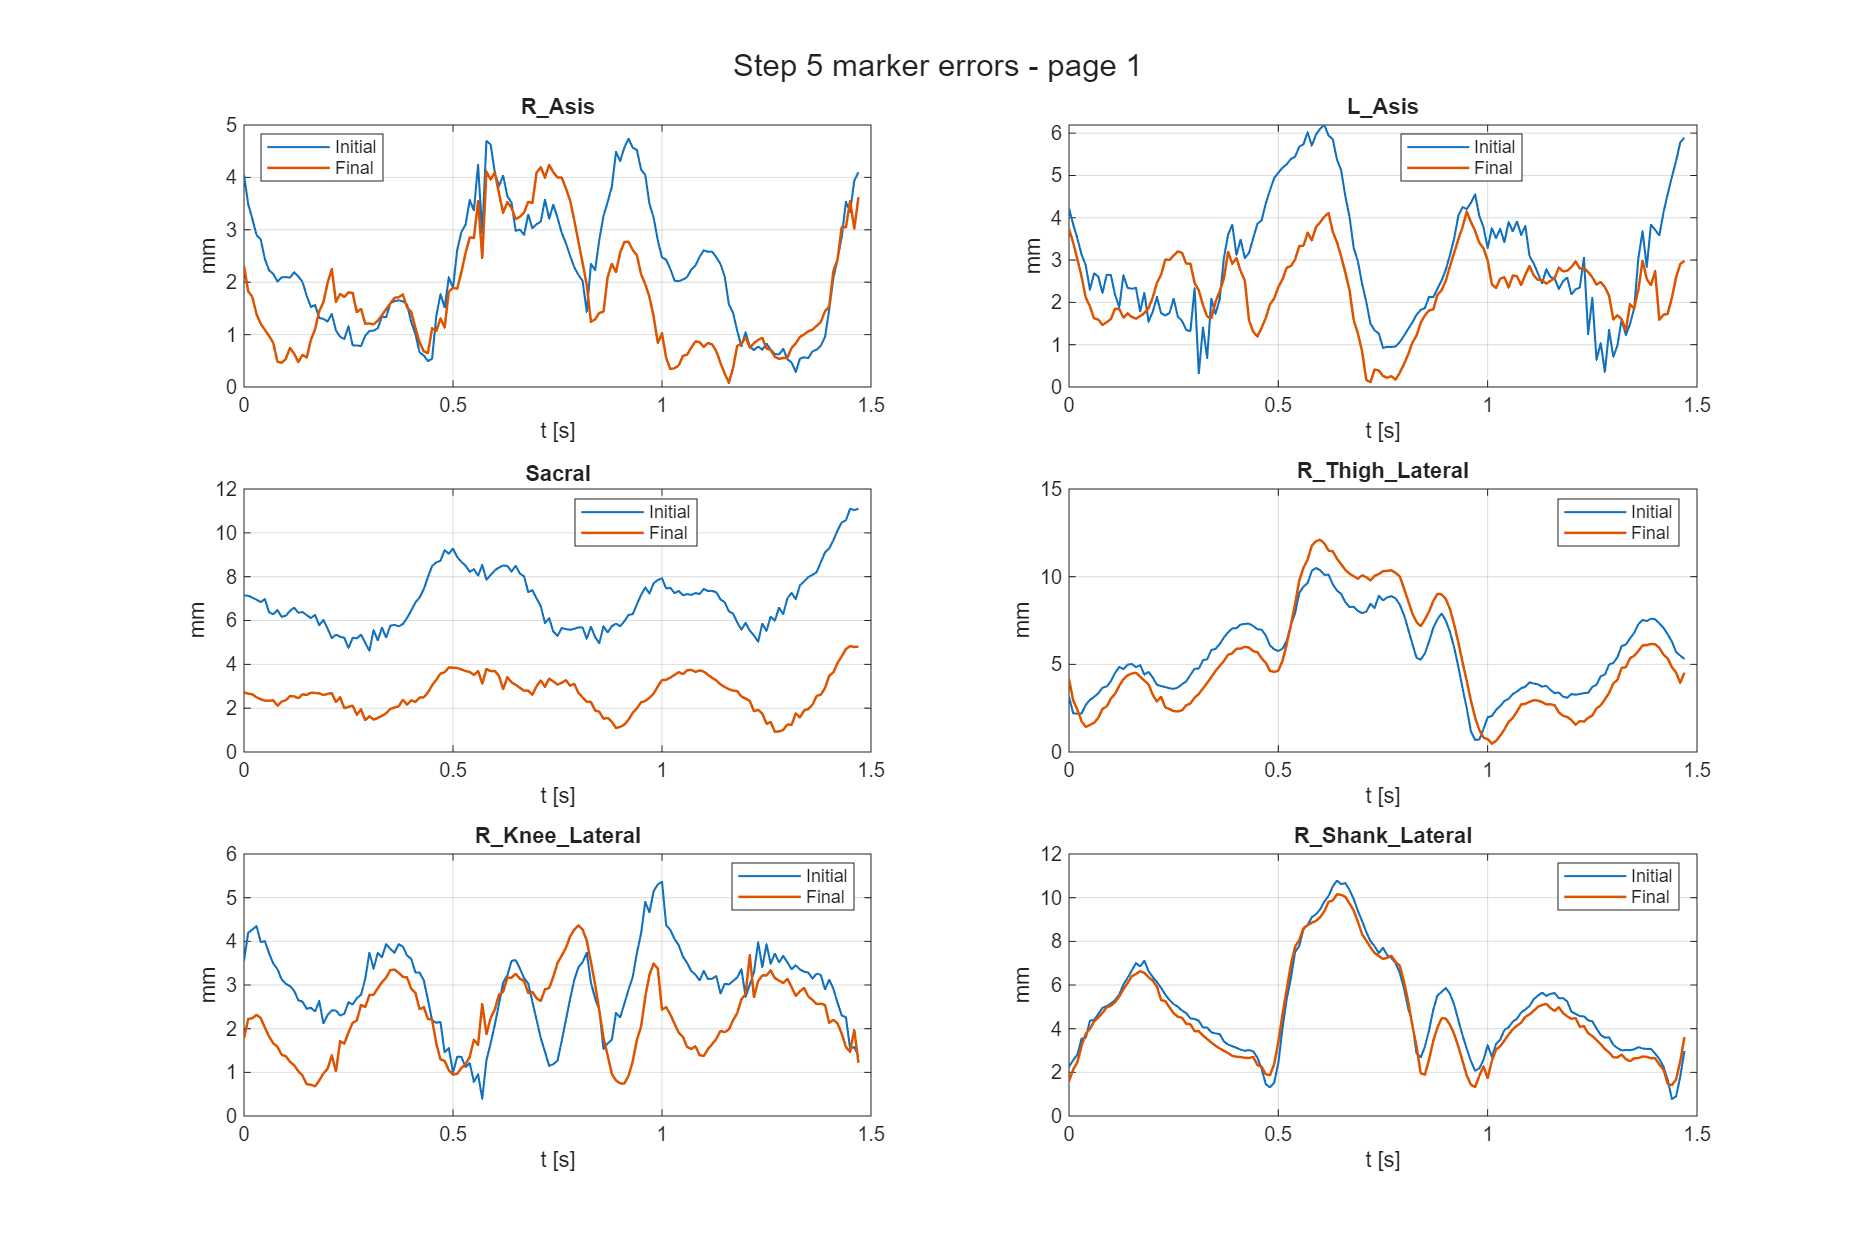 Step 5 marker errors - page 1
R_Asis
5
4
3
2
1
0
mm
Initial
Final
0 0.5 1 1.5
t [s]
L_Asis
6
5
4
3
2
1
0
mm
Initial
Final
0 0.5 1 1.5
t [s]
Sacral
12
10
8
6
4
2
0
mm
Initial
Final
0 0.5 1 1.5
t [s]
R_Thigh_Lateral
15
10
5
0
mm
Initial
Final
0 0.5 1 1.5
t [s]
R_Knee_Lateral
6
5
4
3
2
1
0
mm
Initial
Final
0 0.5 1 1.5
t [s]
R_Shank_Lateral
12
10
8
6
4
2
0
mm
Initial
Final
0 0.5 1 1.5
t [s]